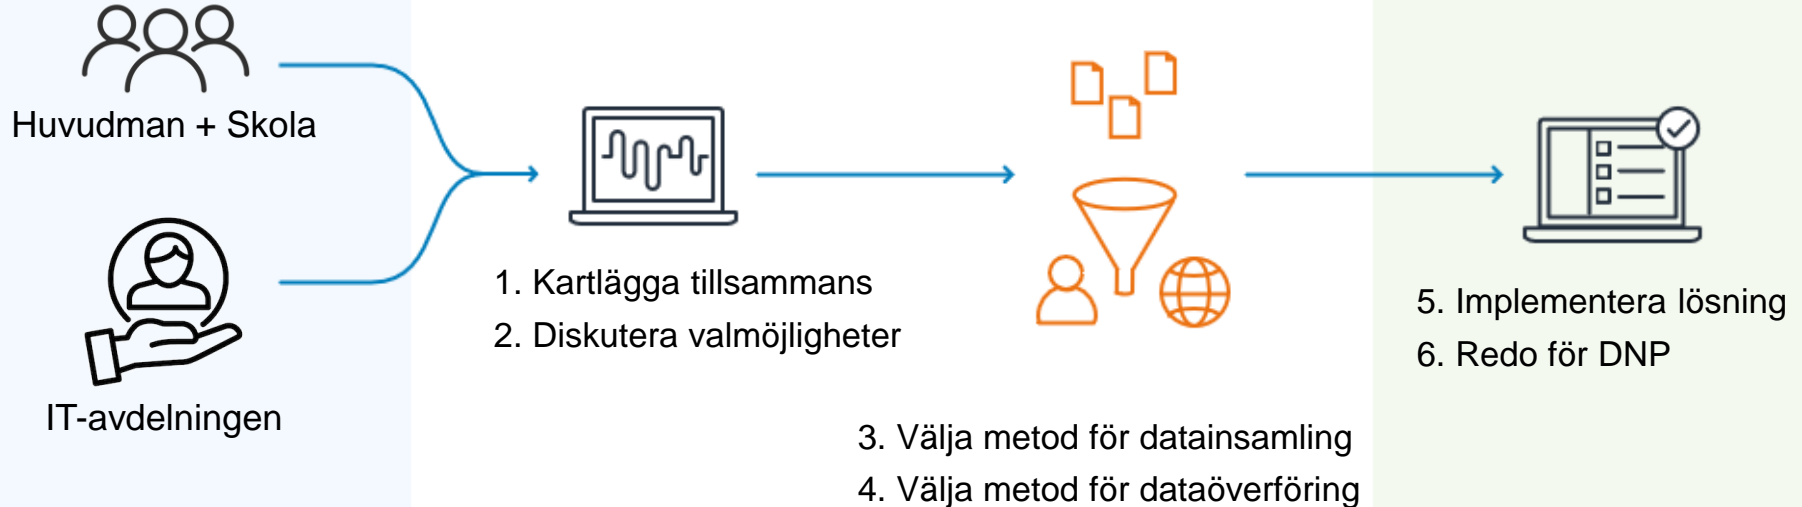 Huvudman + Skola
IT-avdelningen
1. Kartlägga tillsammans
2. Diskutera valmöjligheter
3. Välja metod för datainsamling
4. Välja metod för dataöverföring
5. Implementera lösning
6. Redo för DNP